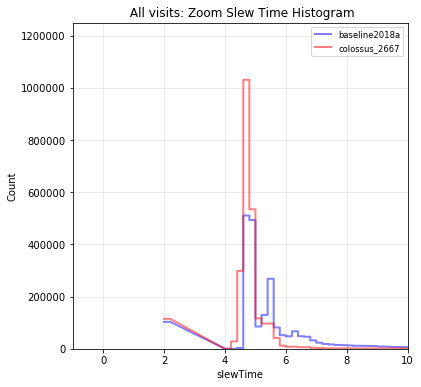 All visits: Zoom Slew Time Histogram
baseline2018a
colossus_2667
1200000
1000000
800000
600000
400000
200000
0
Count
0 2 4 6 8 10
slewTime